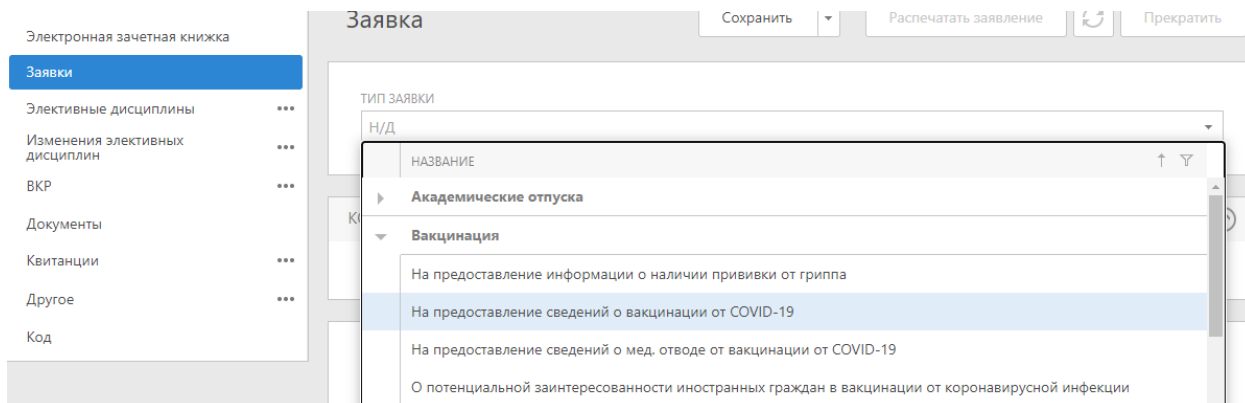 Электронная зачетная книжка
Заявки
Элективные дисциплины
Изменения элективных
дисциплин
ВКР
Документы
Квитанции
Другое
Код
Заявка
Сохранить
Распечатать заявление
Прекратить
ТИП ЗАЯВКИ
Н/Д
НАЗВАНИЕ
Академические отпуска
Вакцинация
На предоставление информации о наличии прививки от гриппа
На предоставление сведений о вакцинации от COVID-19
На предоставление сведений о мед. отводе от вакцинации от COVID-19
О потенциальной заинтересованности иностранных граждан в вакцинации от коронавирусной инфекции